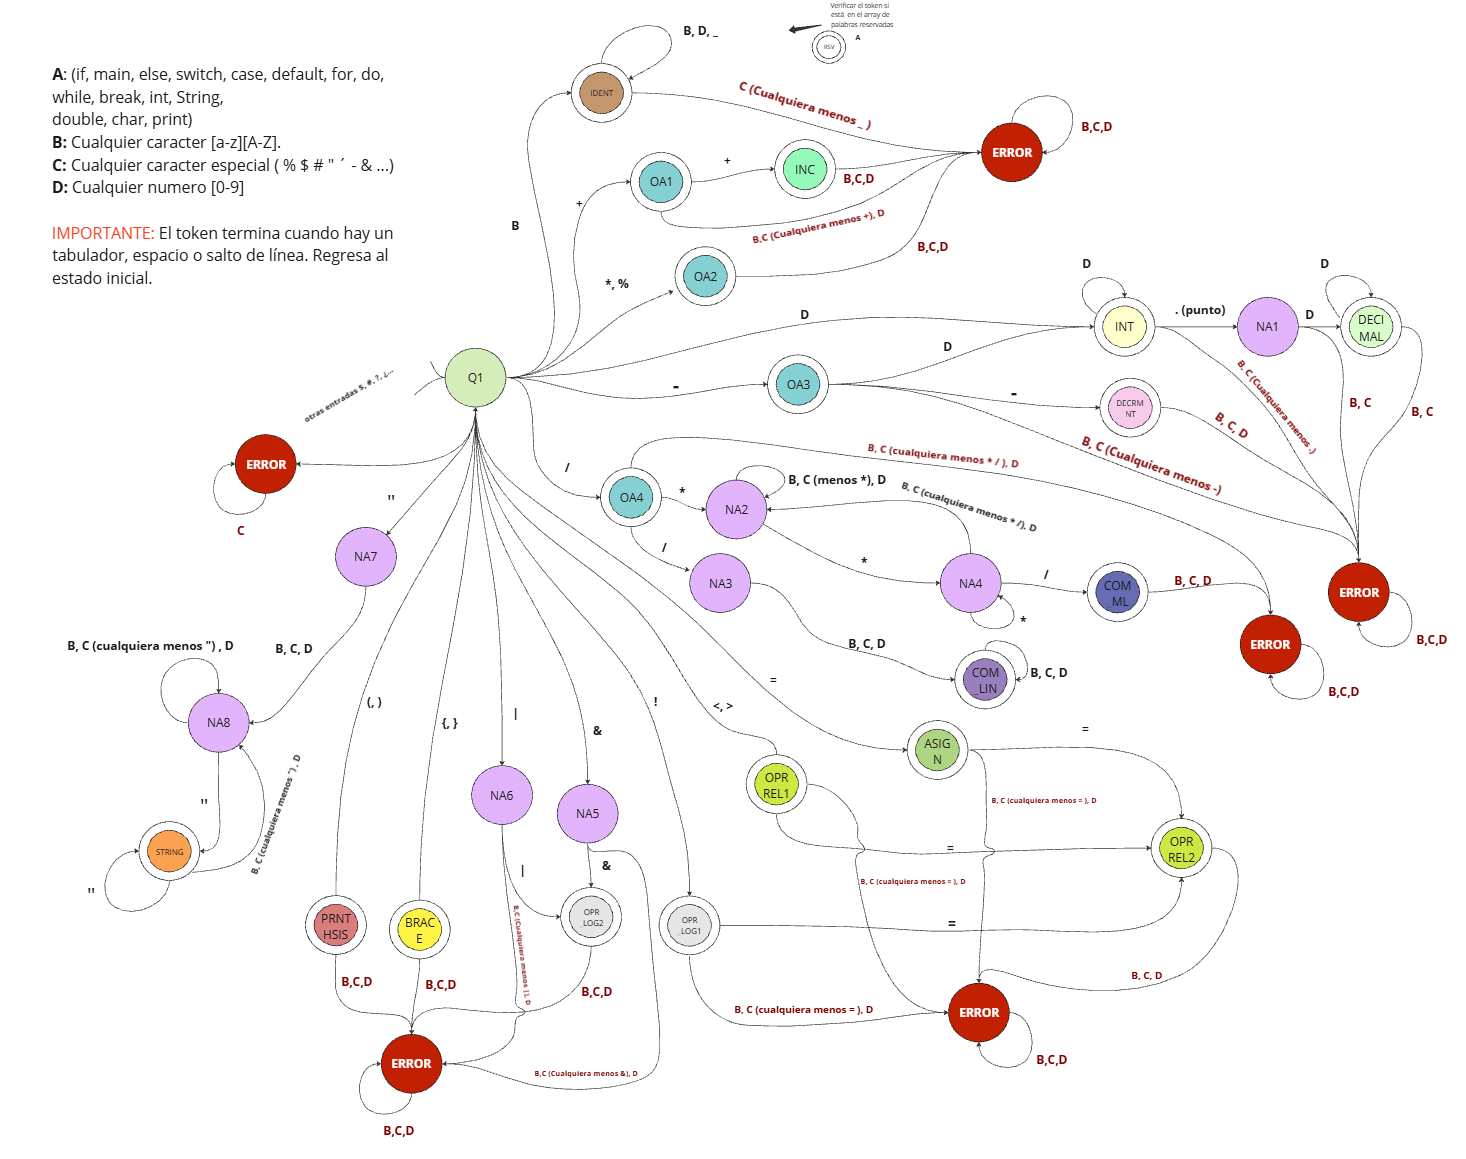 Verificar el token si
está en el array de
palabras reservadas
RSV
A
A: (if, main, else, switch, case, default, for, do,
while, break, int, String,
double, char, print)
B: Cualquier caracter [a-z][A-Z].
C: Cualquier caracter especial ( % $ # " ´ - & ...)
D: Cualquier numero [0-9]
IMPORTANTE: El token termina cuando hay un
tabulador, espacio o salto de línea. Regresa al
estado inicial.
B, D, _
IDENT
C (Cualquiera menos _ )
ERROR
B,C,D
B
+
OA1
+
INC
B,C,D
B,C (Cualquiera menos +), D
*, %
OA2
B,C,D
D
D
INT
. (punto)
NA1
D
D
DECI
MAL
Q1
otras entradas $, #, ?, ¿,...
ERROR
C
-
OA3
D
-
DECRM
NT
B, C, D
B, C (Cualquiera menos .)
B, C
B, C
B, C (Cualquiera menos -)
/
OA4
B, C (cualquiera menos * / ), D
*
NA2
B, C (menos *), D
B, C (cualquiera menos * /), D
/
NA3
*
NA4
/
*
COM
_ML
B, C, D
ERROR
B,C,D
ERROR
B,C,D
B, C, D
COM
_LIN
B, C, D
"
NA7
B, C, D
B, C (cualquiera menos ") , D
NA8
"
B, C (cualquiera menos ") , D
STRING
"
(, )
{, }
|
&
!
<, >
=
NA6
NA5
OPR
REL1
ASIG
N
=
B, C (cualquiera menos = ), D
OPR
REL2
=
B, C (cualquiera menos = ), D
PRNT
HSIS
BRAC
E
|
&
OPR
_LOG2
OPR
_LOG1
=
B,C,D
B,C,D
B,C (Cualquiera menos | ), D
B,C,D
B, C (cualquiera menos = ), D
B, C, D
ERROR
B,C,D
ERROR
B,C (Cualquiera menos &), D
B,C,D